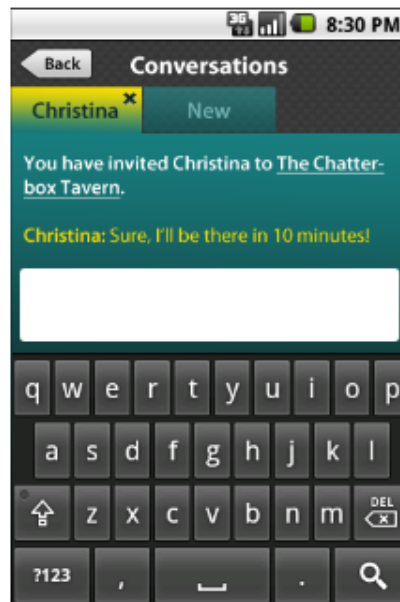 3G
8:30 PM
Back
Conversations
Christina
New
You have invited Christina to The Chatter-
box Tavern.
Christina: Sure, I'll be there in 10 minutes!
q w e r t y u i o p
a s d f g h j k l
z x c v b n m DEL
?123 , .